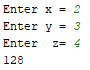 Enter x = 2
Enter y = 3
Enter  z= 4
128